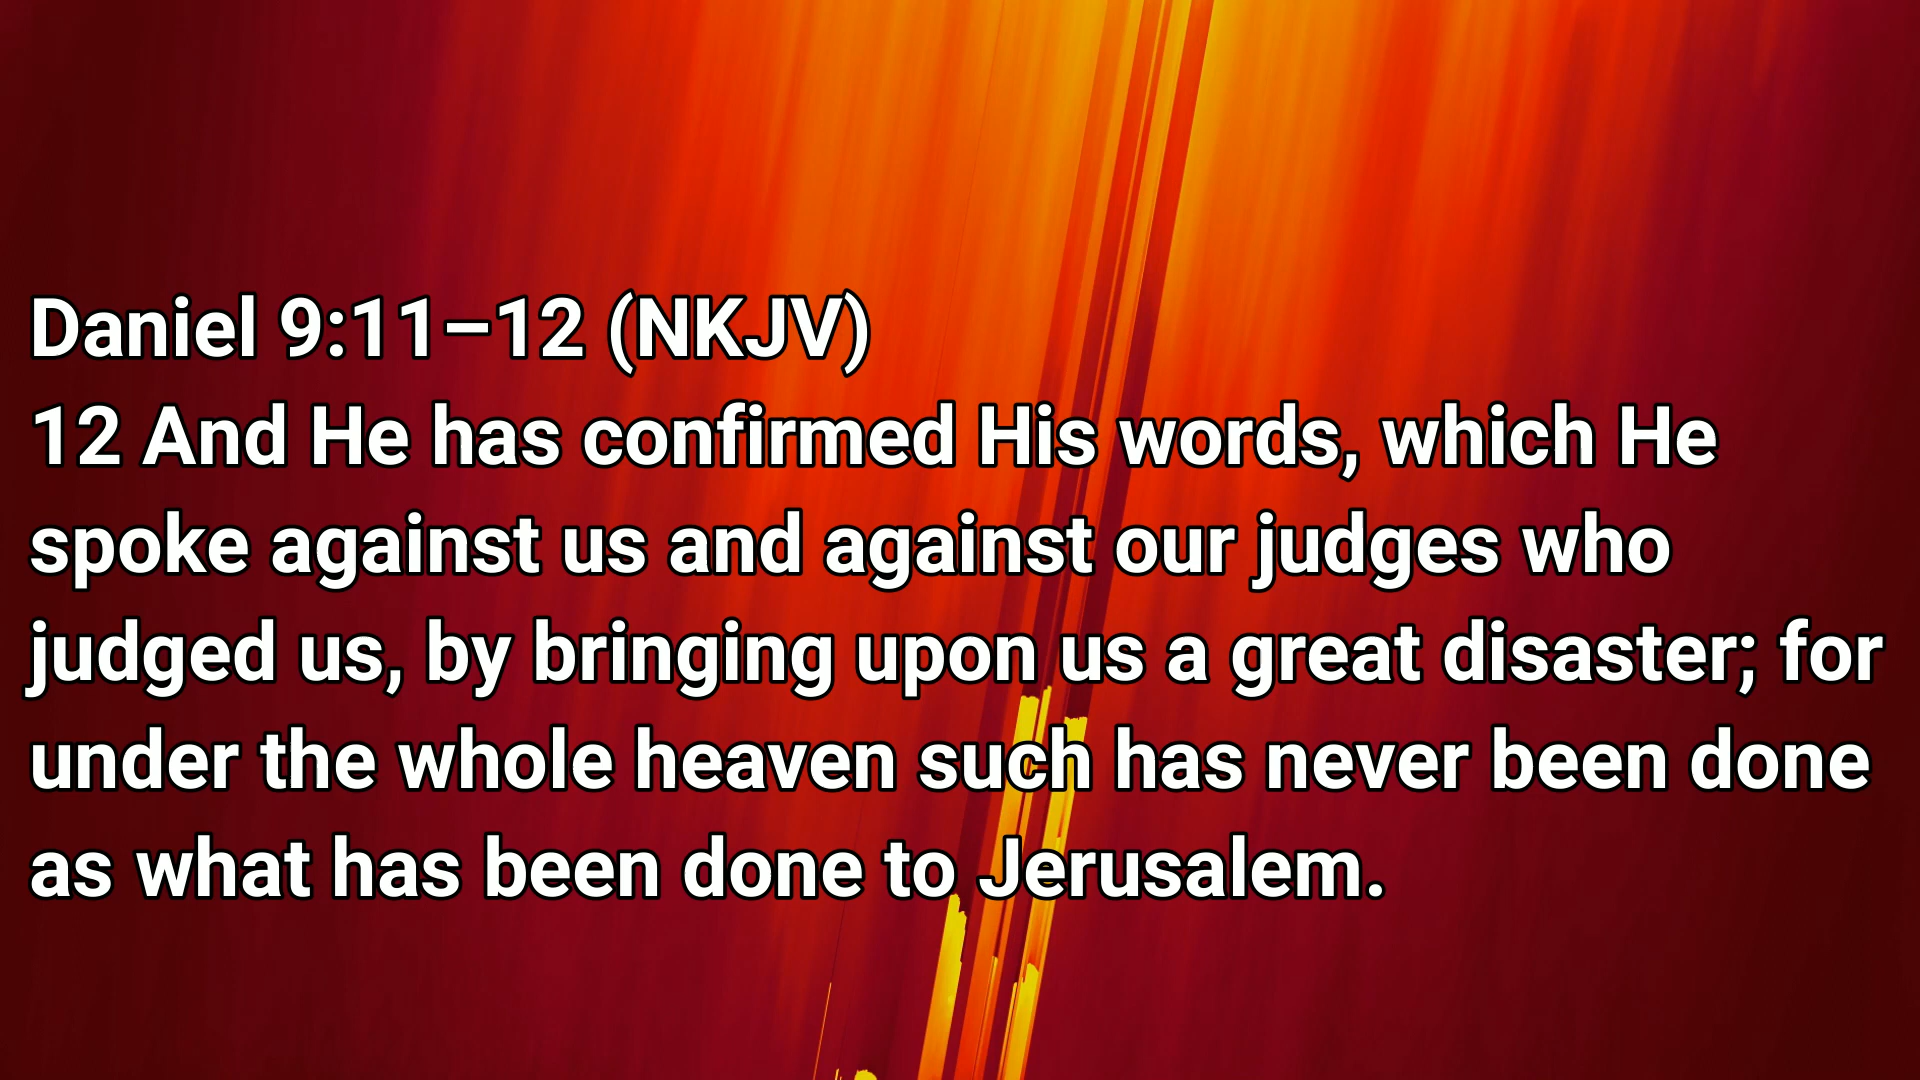 Daniel 9:11–12 (NKJV)
12 And He has confirmed His words, which He
spoke against us and against our judges who
judged us, by bringing upon us a great disaster; for
under the whole heaven such has never been done
as what has been done to Jerusalem.